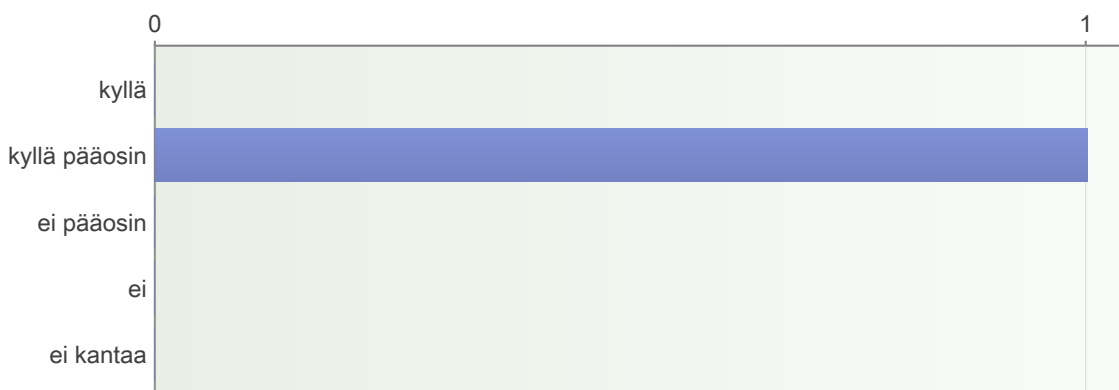 0 1
kyllä
kyllä pääosin
ei pääosin
ei
ei kantaa